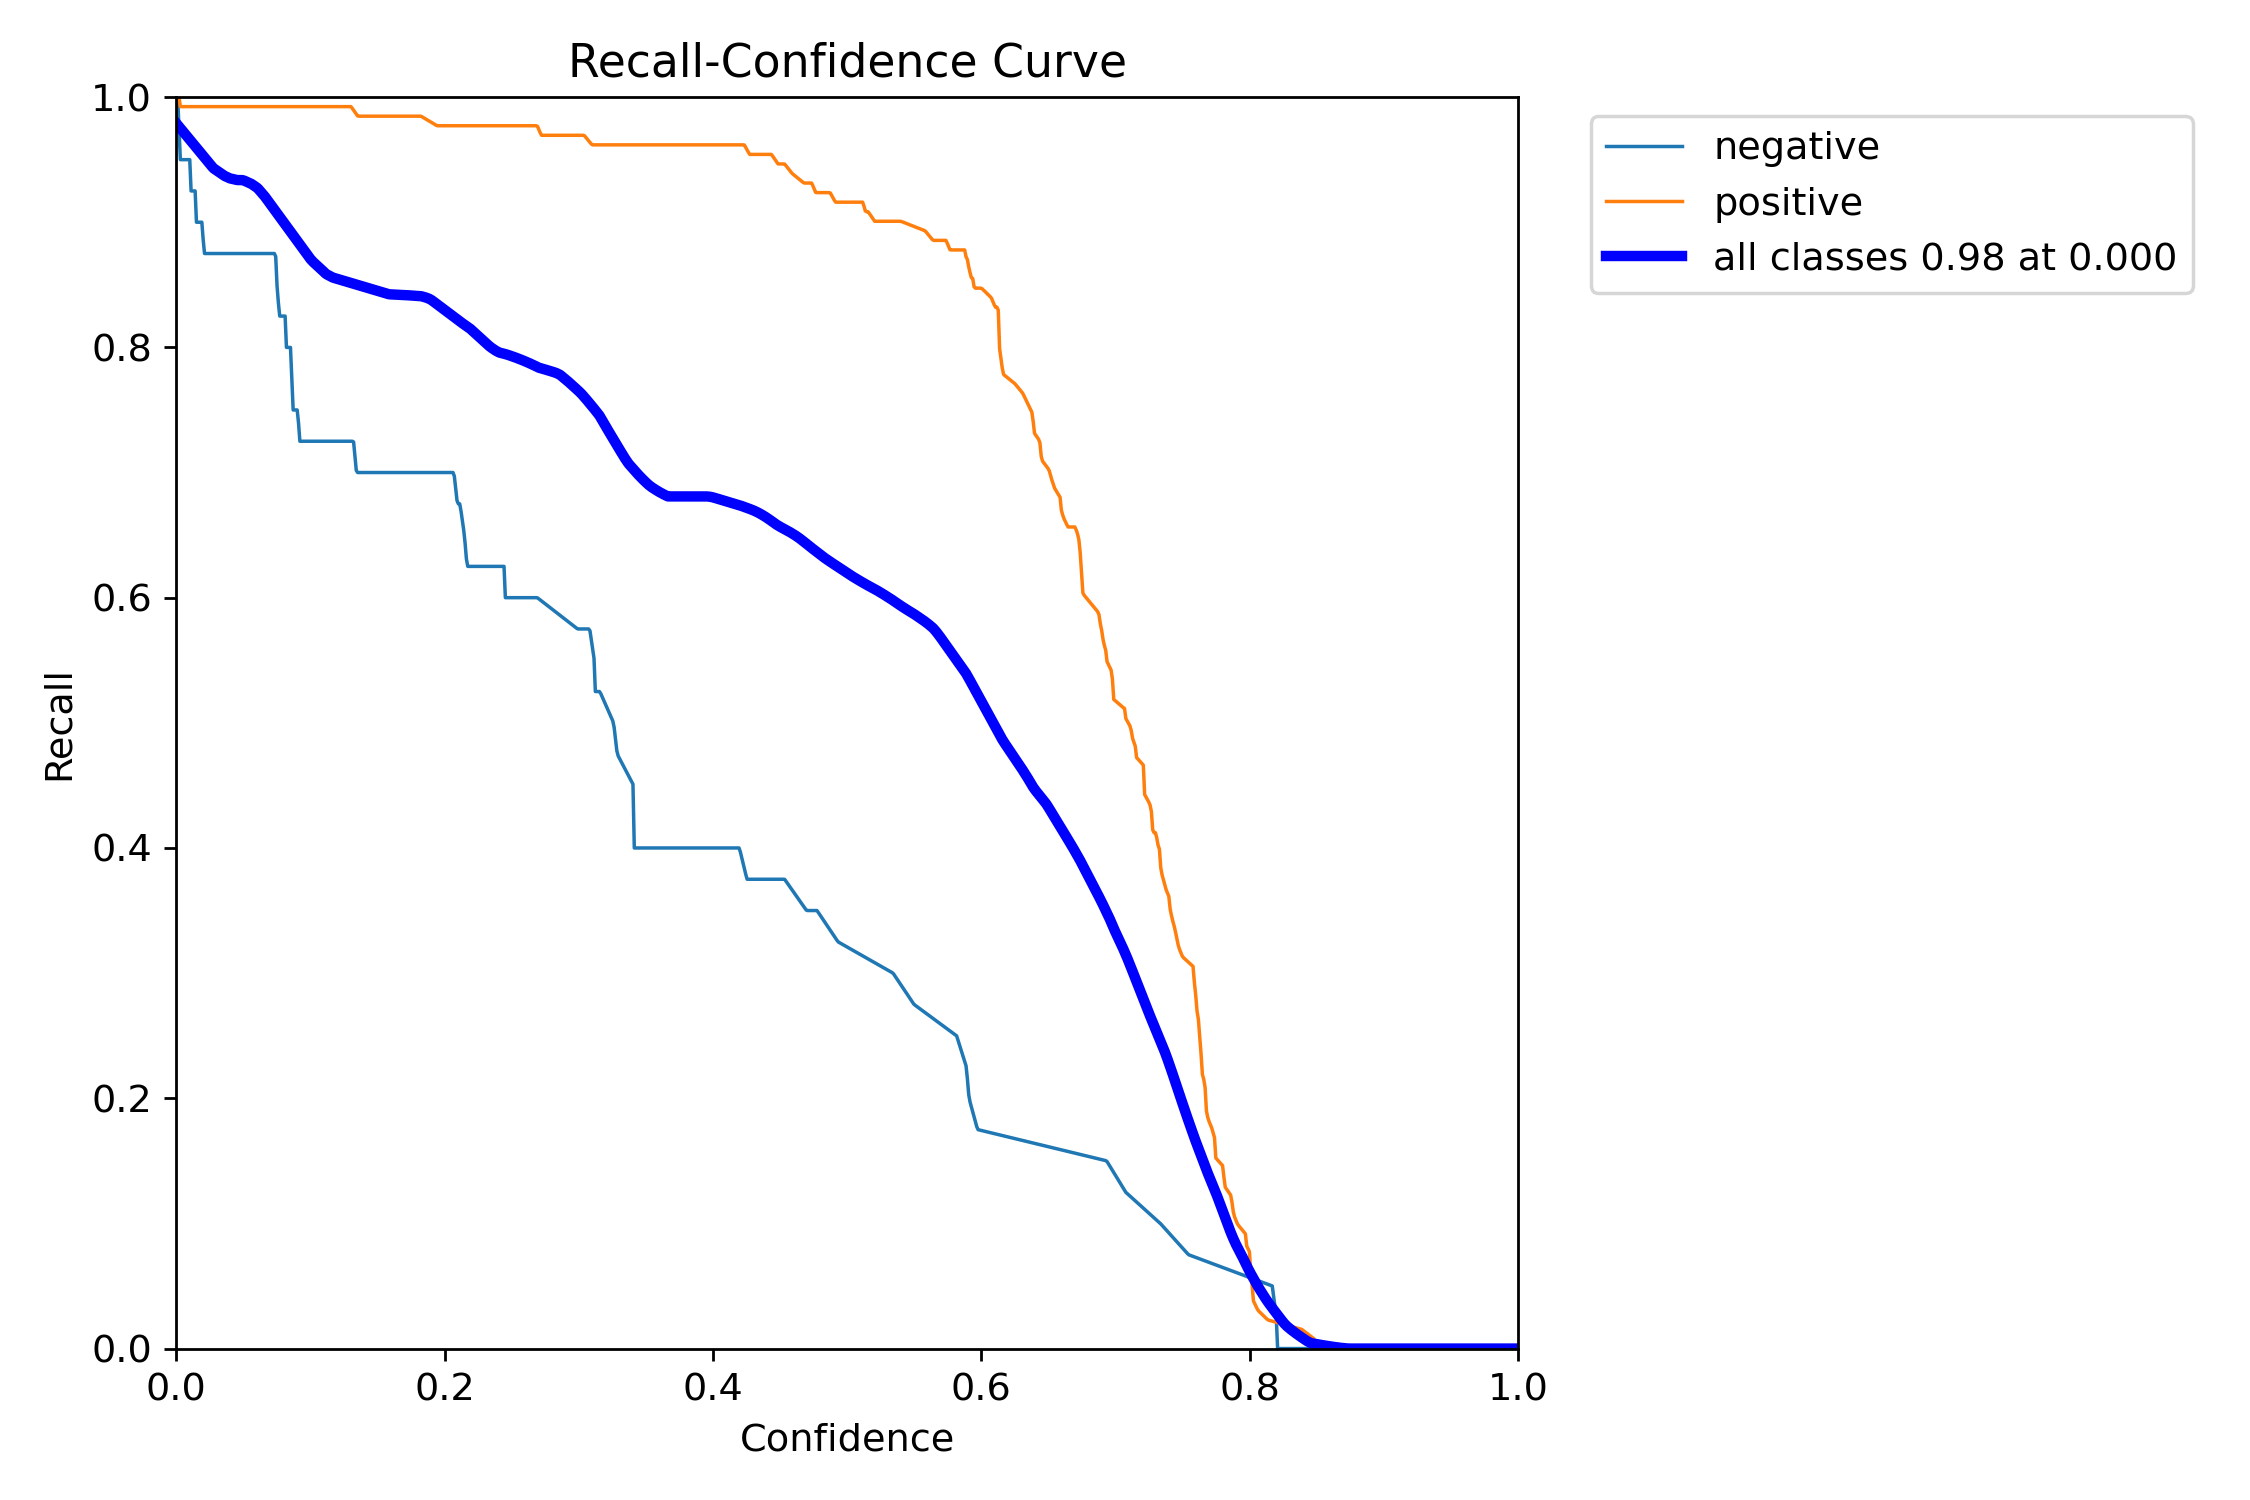 Recall-Confidence Curve
1.0
0.8
0.6
0.4
0.2
0.0
Recall
0.0 0.2 0.4 0.6 0.8 1.0
Confidence
negative
positive
all classes 0.98 at 0.000